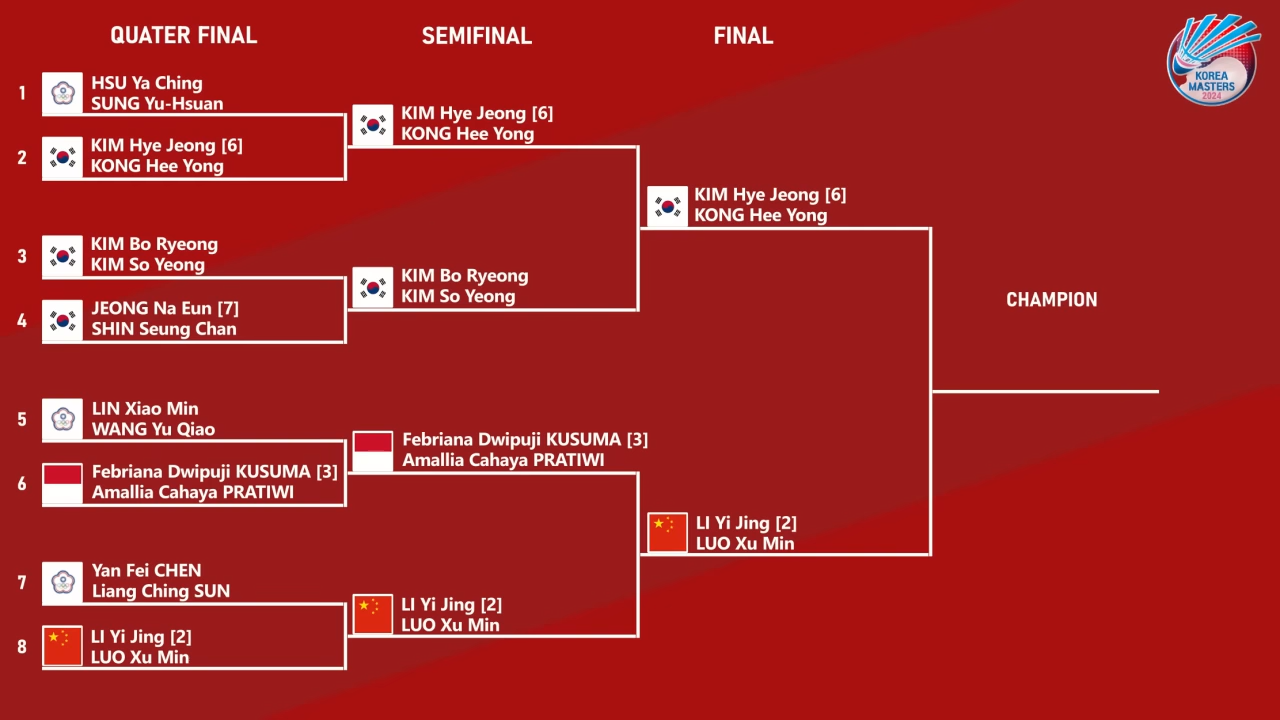 QUATER FINAL
SEMIFINAL
FINAL
KOREA
MASTERS
2024
1
HSU Ya Ching
SUNG Yu-Hsuan
2
KIM Hye Jeong [6]
KONG Hee Yong
3
KIM Bo Ryeong
KIM So Yeong
4
JEONG Na Eun [7]
SHIN Seung Chan
5
LIN Xiao Min
WANG Yu Qiao
6
Febriana Dwipuji KUSUMA [3]
Amallia Cahaya PRATIWI
7
Yan Fei CHEN
Liang Ching SUN
8
LI Yi Jing [2]
LUO Xu Min
KIM Hye Jeong [6]
KONG Hee Yong
KIM Bo Ryeong
KIM So Yeong
Febriana Dwipuji KUSUMA [3]
Amallia Cahaya PRATIWI
LI Yi Jing [2]
LUO Xu Min
KIM Hye Jeong [6]
KONG Hee Yong
LI Yi Jing [2]
LUO Xu Min
CHAMPION